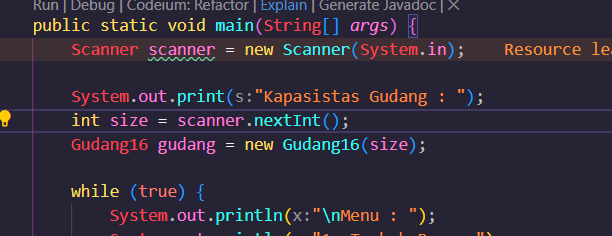 Run | Debug | Codeium: Refactor | Explain | Generate Javadoc | ×
public static void main(String[] args) {
Scanner scanner = new Scanner(System.in); Resource
System.out.print(s:"Kapasistas Gudang : ");
int size = scanner.nextInt();
Gudang16 gudang = new Gudang16(size);
while (true) {
System.out.println(x:"\nMenu : ");